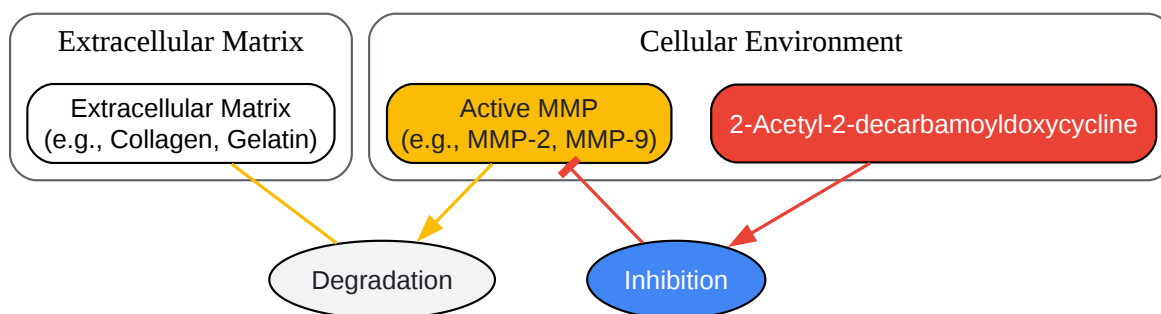 Extracellular Matrix
Cellular Environment
Extracellular Matrix
(e.g., Collagen, Gelatin)
Active MMP
(e.g., MMP-2, MMP-9)
2-Acetyl-2-decarbamoyldoxycycline
Degradation
Inhibition